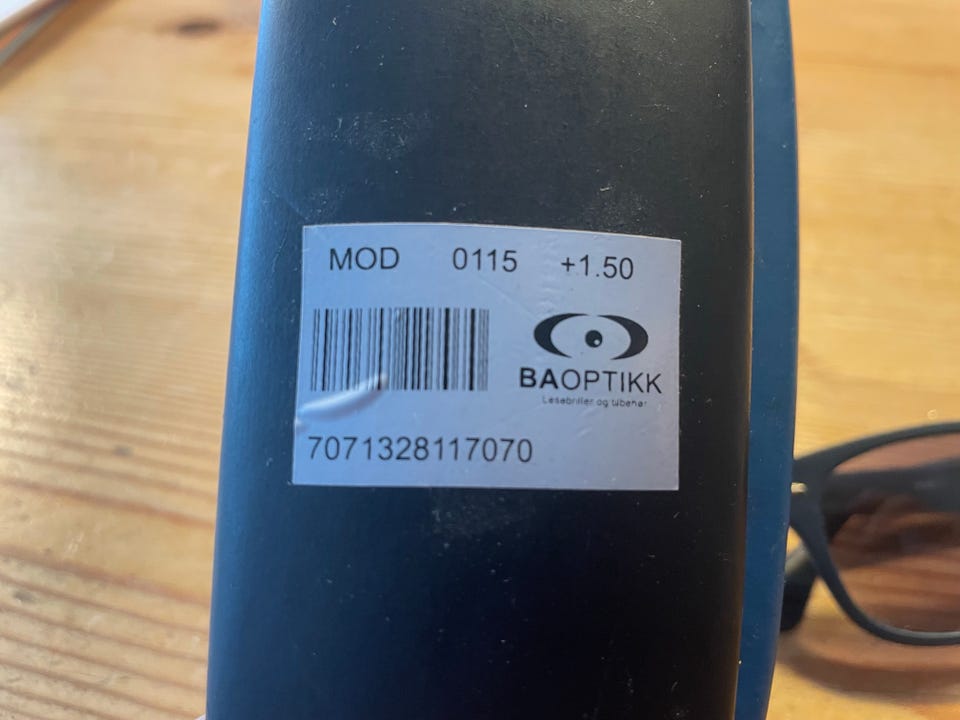 MOD 0115 +1.50
BAOPTIKK
Lesebriller og tilbehør
7071328117070